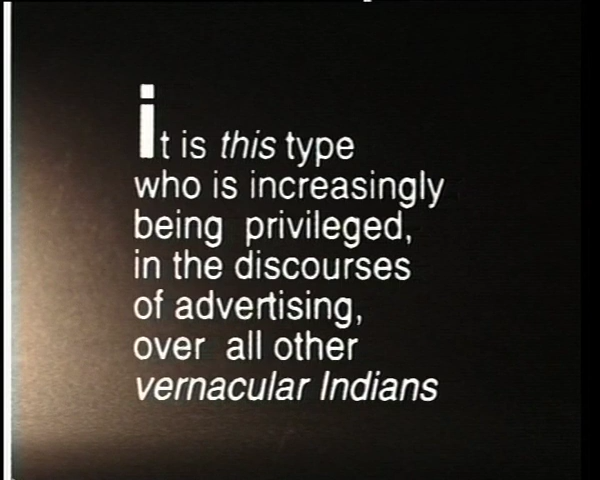 it is this type
who is increasingly
being privileged,
in the discourses
of advertising,
over all other
vernacular Indians